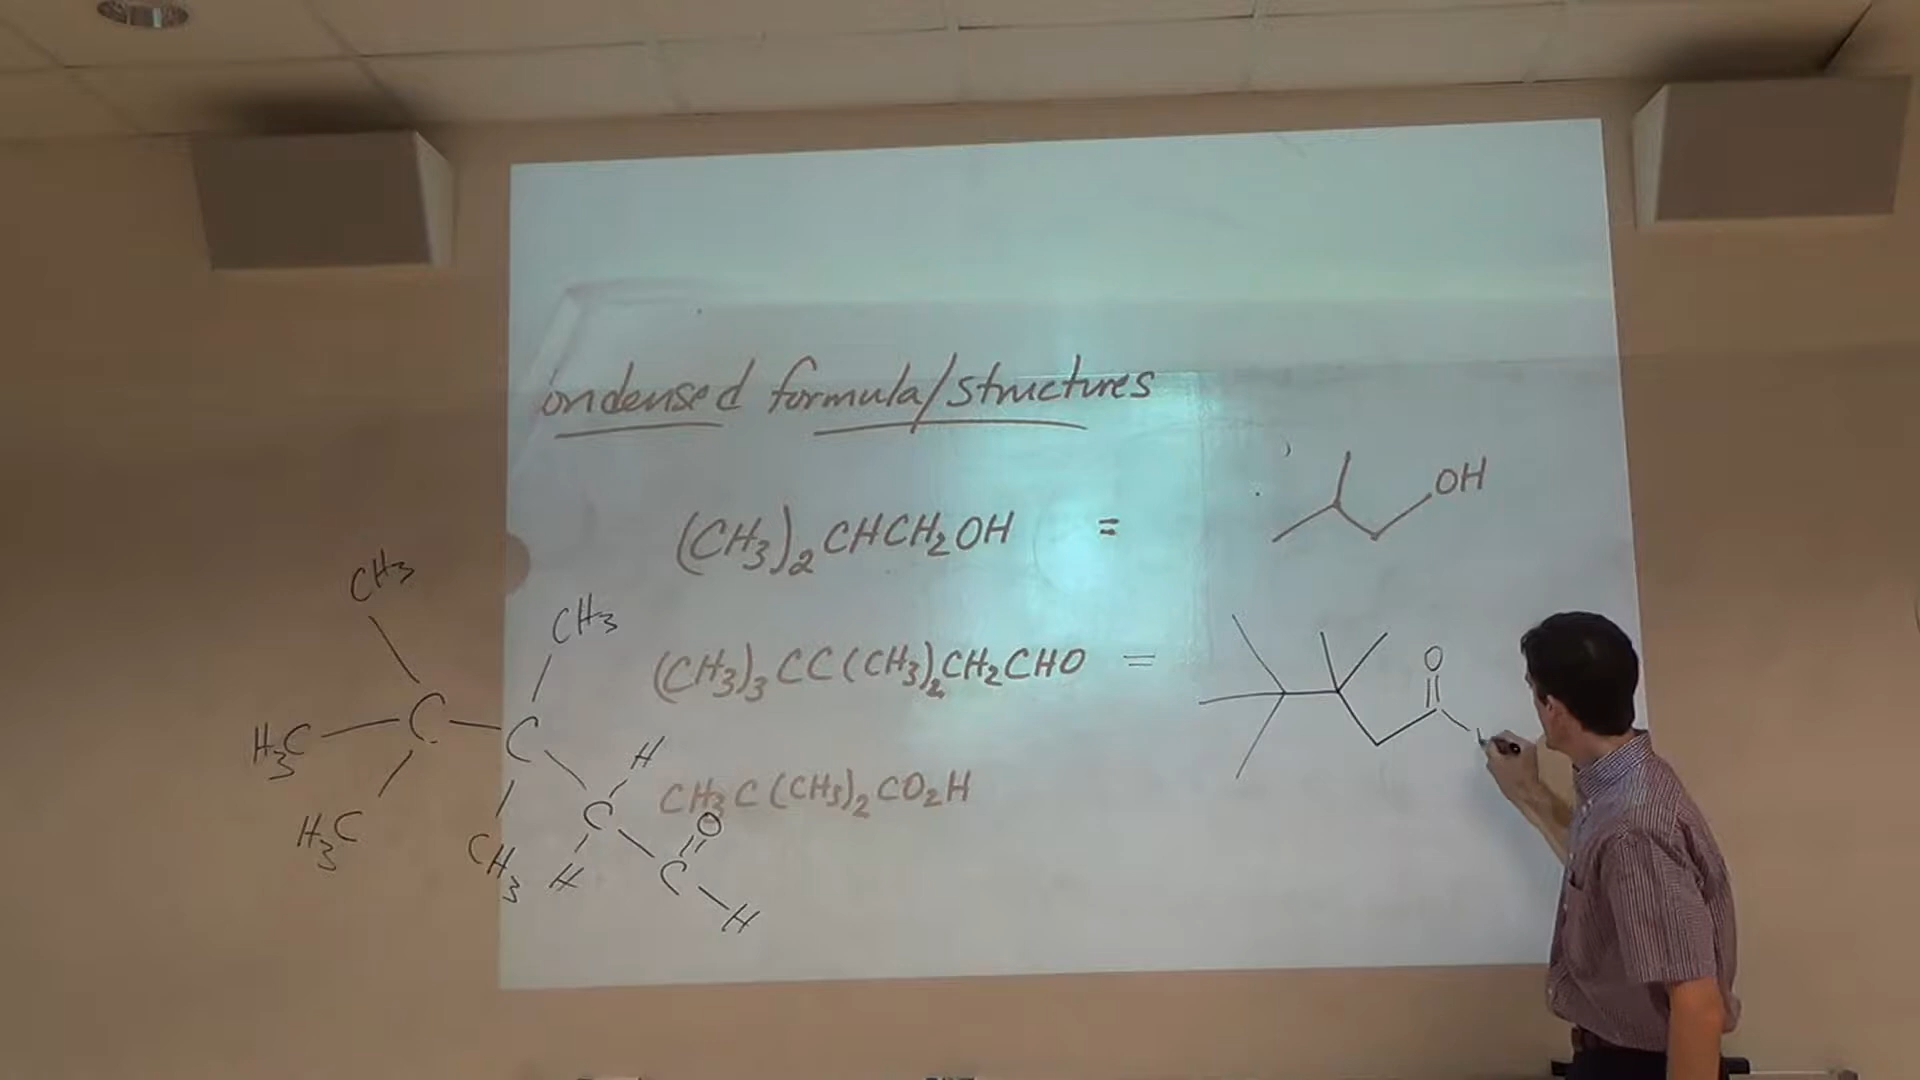 ondensed formula/structures
(CH3)2CHCH2OH =
OH
(CH3)3CC(CH3)2CH2CHO =
O
CH3C(CH3)2CO2H
CH3
CH3
H3C C C H
H3C CH3 H C O
C H